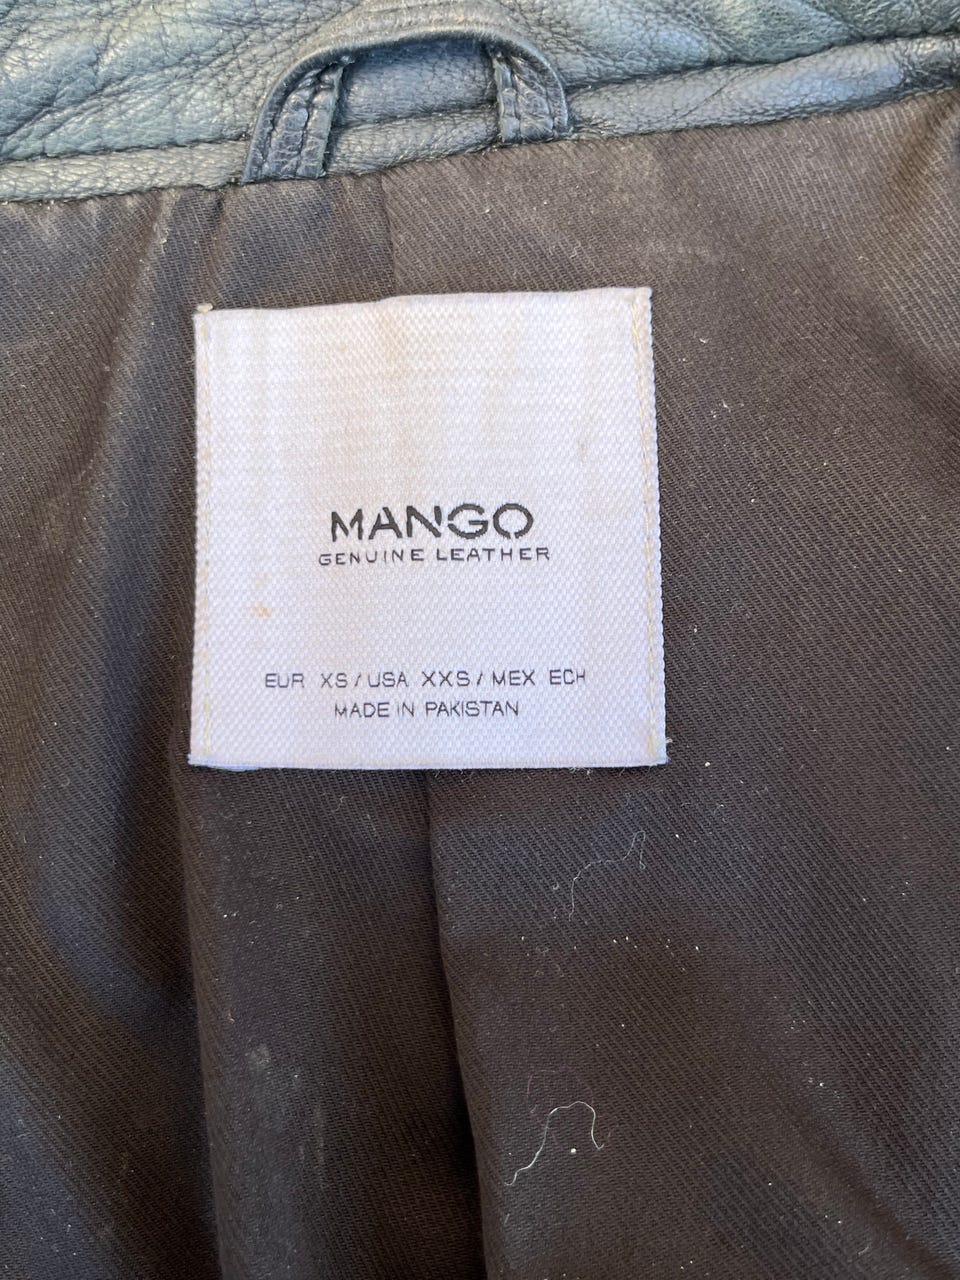 MANGO
GENUINE LEATHER
EUR XS / USA XXS / MEX ECH
MADE IN PAKISTAN